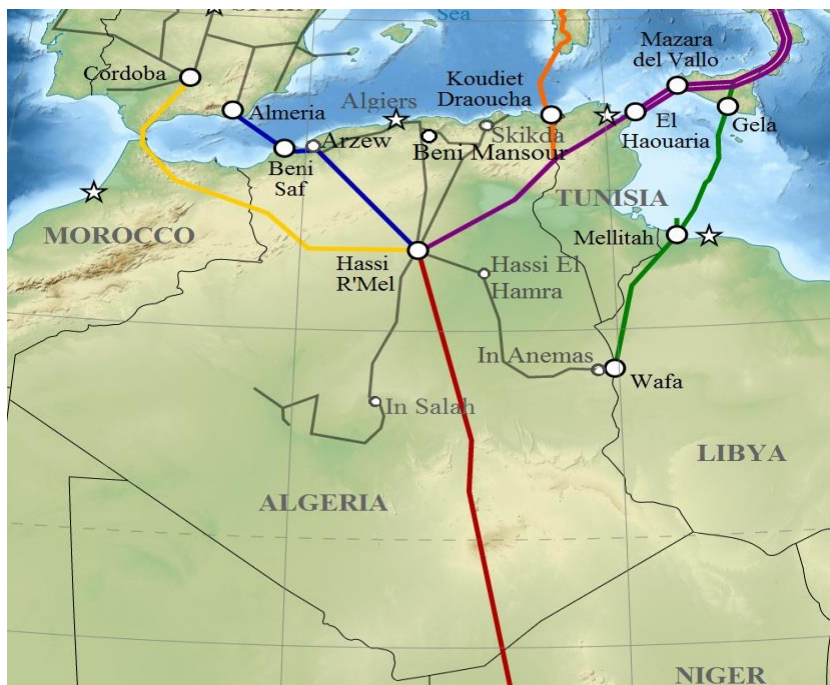 Sea
Mazara
del Vallo
Cordoba
Koudiet
Draoucha
Almeria
Algiers
Skikda
El
Haouaria
Gela
Arzew
Beni Mansour
Beni
Saf
TUNISIA
MOROCCO
Mellitah
Hassi
R'Mel
Hassi El
Hamra
In Anemas
Wafa
In Salah
LIBYA
ALGERIA
NIGER